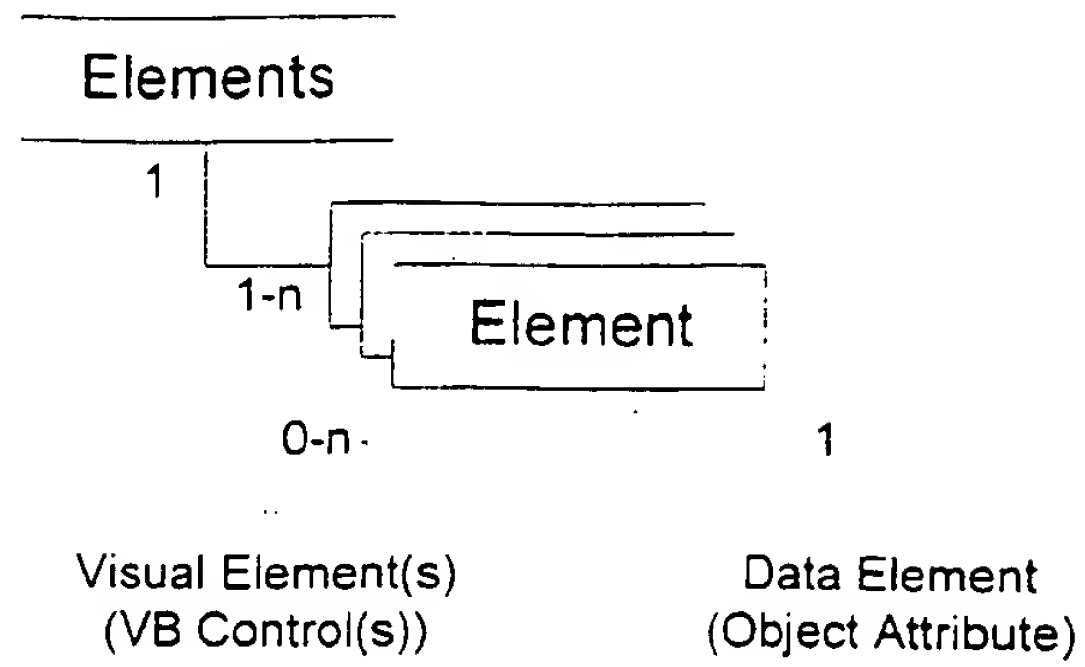 Elements
1
1-n
Element
0-n
1
Visual Element(s)
(VB Control(s))
Data Element
(Object Attribute)